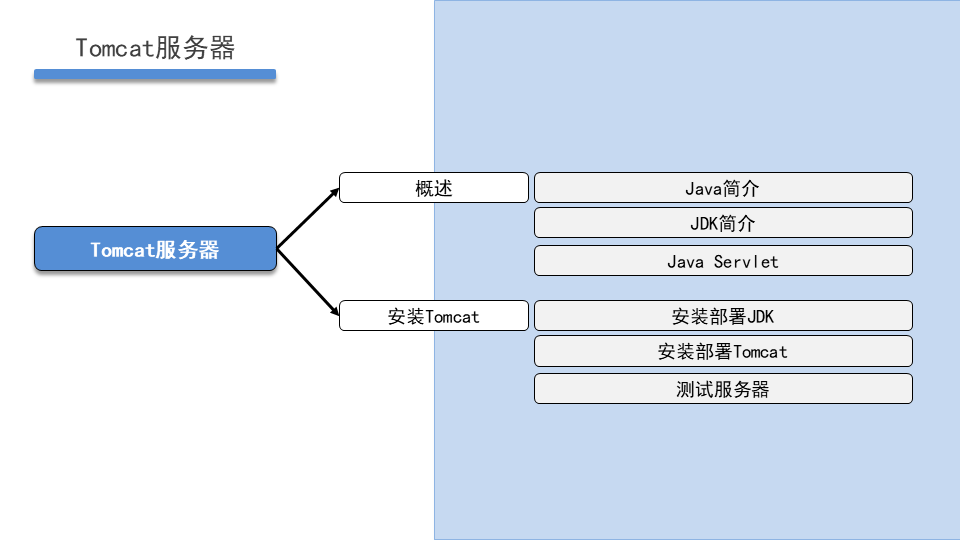 Tomcat服务器
概述
Java简介
JDK简介
Tomcat服务器
Java Servlet
安装Tomcat
安装部署JDK
安装部署Tomcat
测试服务器